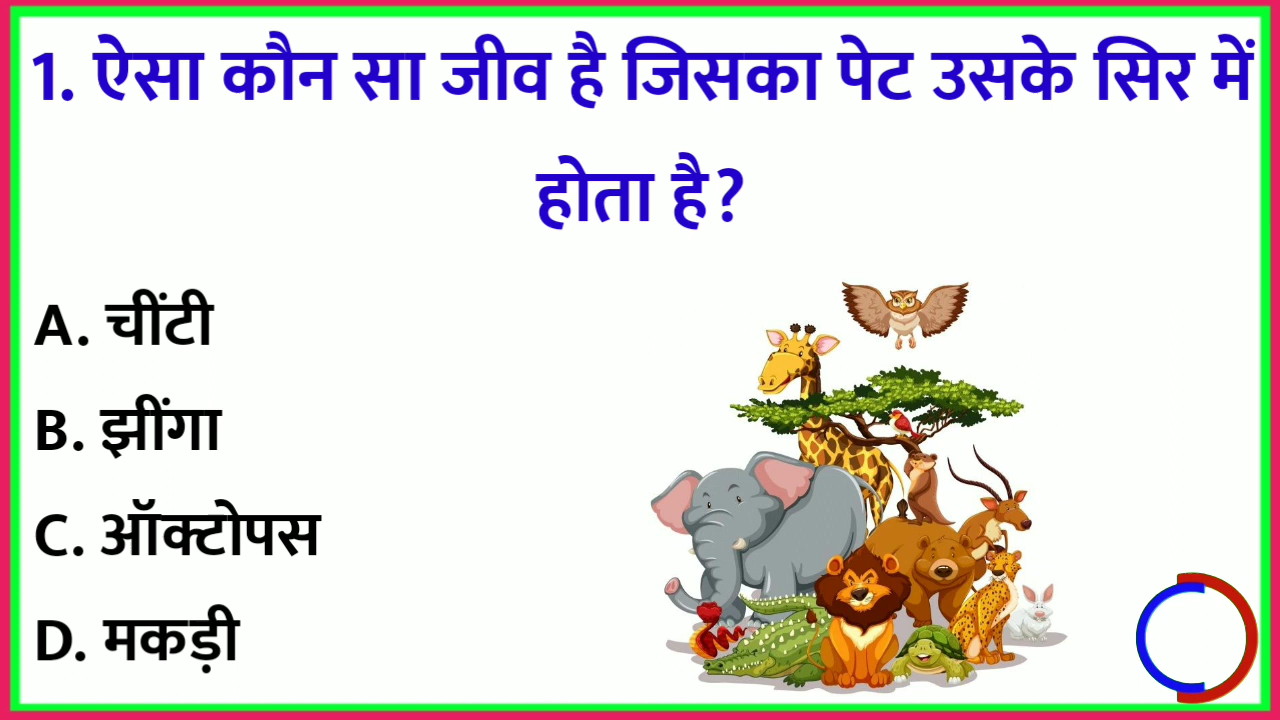 1. ऐसा कौन सा जीव है जिसका पेट उसके सिर में
होता है?
A. चींटी
B. झींगा
C. ऑक्टोपस
D. मकड़ी